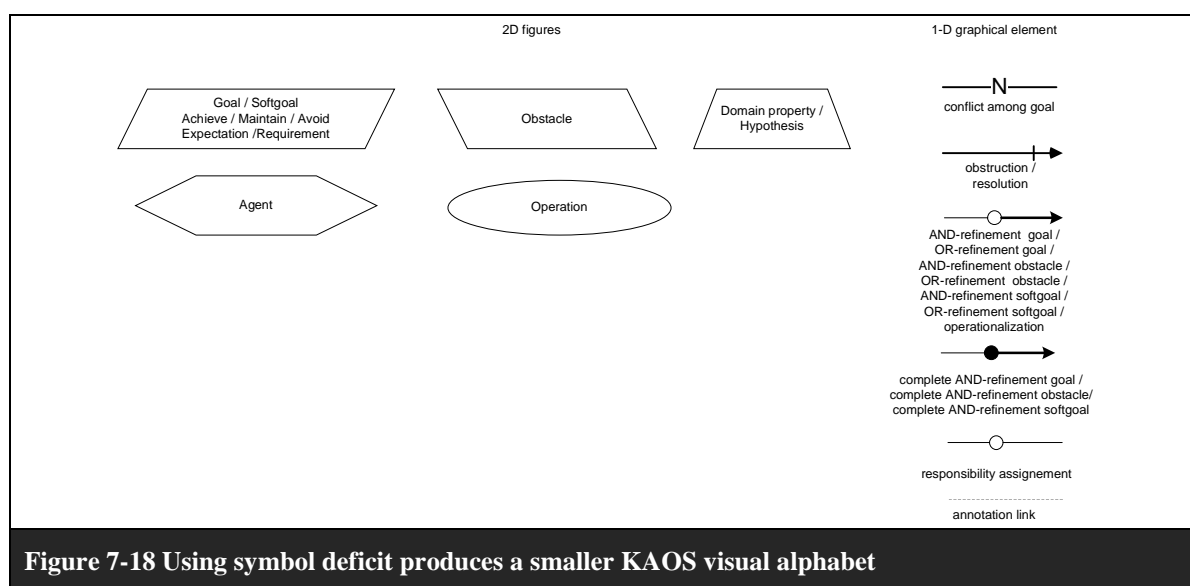 2D figures
1-D graphical element
Goal / Softgoal
Achieve / Maintain / Avoid
Expectation /Requirement
Obstacle
Domain property /
Hypothesis
Agent
Operation
N
conflict among goal
obstruction /
resolution
AND-refinement goal /
OR-refinement goal /
AND-refinement obstacle /
OR-refinement obstacle /
AND-refinement softgoal /
OR-refinement softgoal /
operationalization
complete AND-refinement goal /
complete AND-refinement obstacle/
complete AND-refinement softgoal
responsibility assignement
annotation link
Figure 7-18 Using symbol deficit produces a smaller KAOS visual alphabet